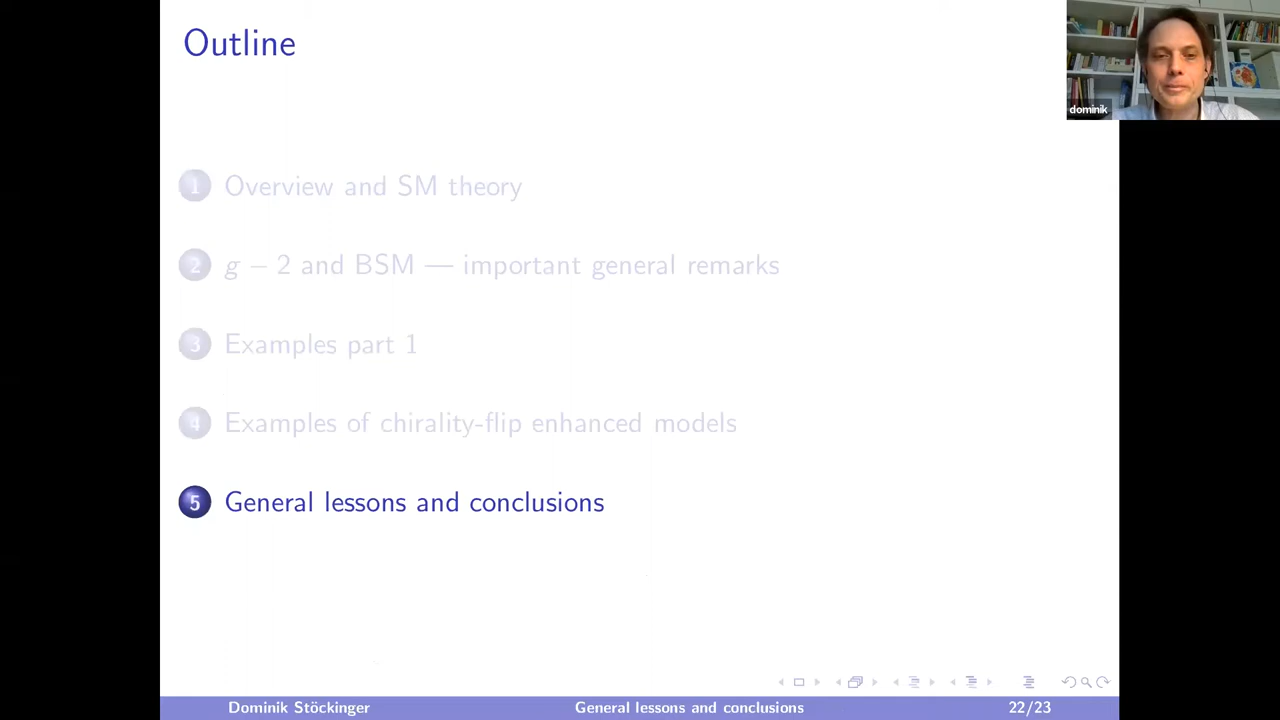 Outline
dominik
1 Overview and SM theory
2 g − 2 and BSM — important general remarks
3 Examples part 1
4 Examples of chirality-flip enhanced models
5 General lessons and conclusions
Dominik Stöckinger General lessons and conclusions 22/23